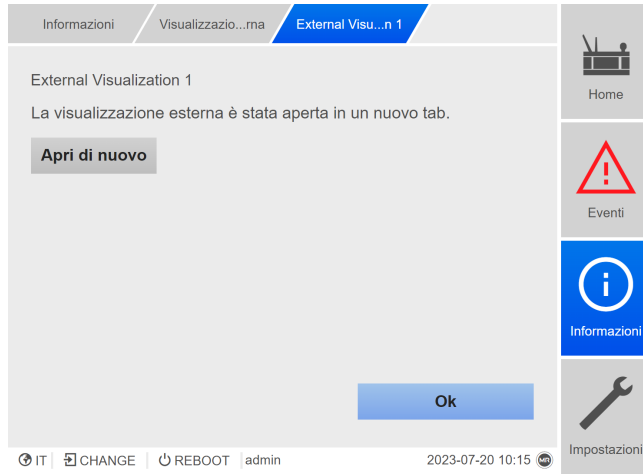 Informazioni
Visualizzazio...rna
External Visu...n 1
External Visualization 1
La visualizzazione esterna è stata aperta in un nuovo tab.
Apri di nuovo
Ok
Home
Eventi
Informazioni
Impostazioni
IT CHANGE REBOOT admin 2023-07-20 10:15 MR